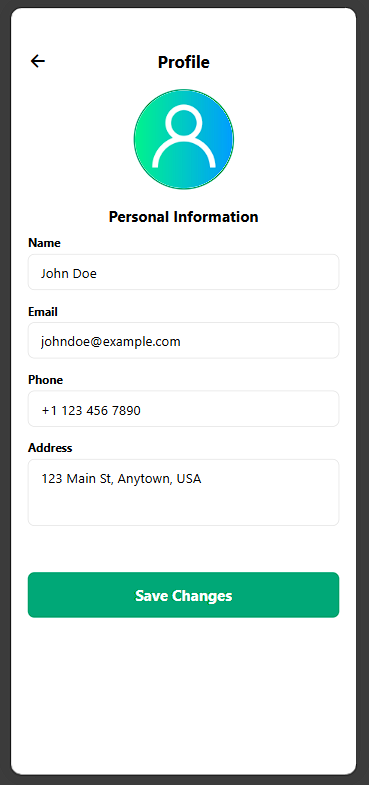 Profile
Personal Information
Name
John Doe
Email
johndoe@example.com
Phone
+1 123 456 7890
Address
123 Main St, Anytown, USA
Save Changes